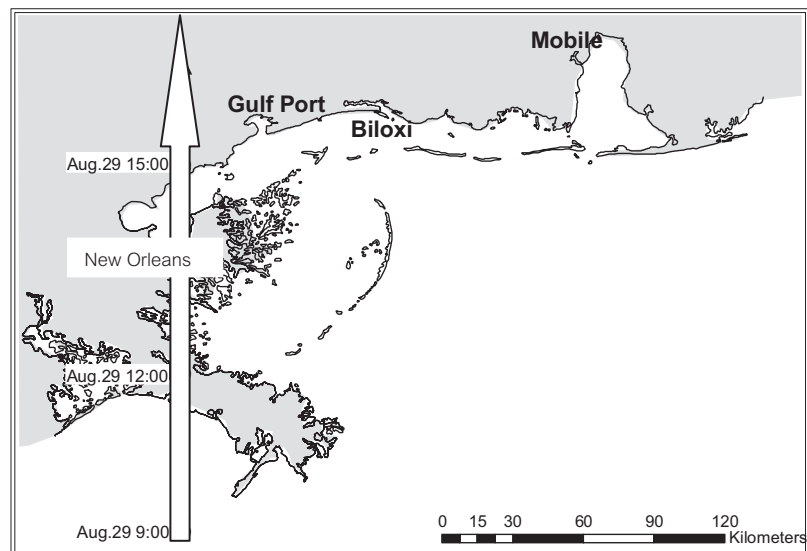 Mobile
Gulf Port
Biloxi
Aug.29 15:00
New Orleans
Aug.29 12:00
Aug.29 9:00
0 15 30 60 90 120
Kilometers